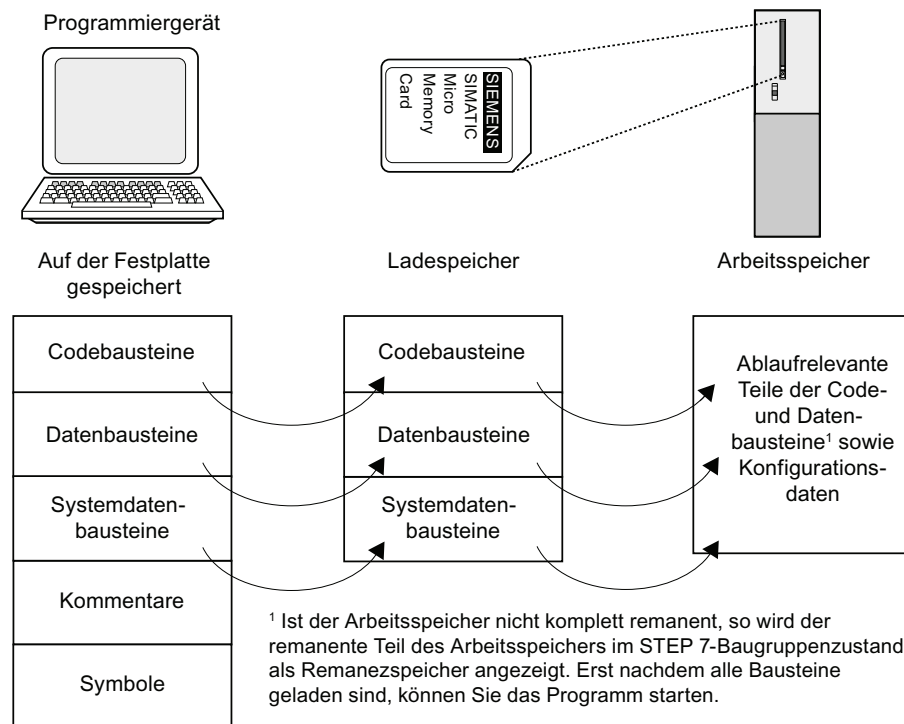 Programmiergerät
SIEMENS
SIMATIC
Micro
Memory
Card
Auf der Festplatte
gespeichert
Ladespeicher
Arbeitsspeicher
Codebausteine
Datenbausteine
Systemdaten-
bausteine
Kommentare
Symbole
Codebausteine
Datenbausteine
Systemdaten-
bausteine
Ablaufrelevante
Teile der Code-
und Daten-
bausteine¹ sowie
Konfigurations-
daten
¹ Ist der Arbeitsspeicher nicht komplett remanent, so wird der
remanente Teil des Arbeitsspeichers im STEP 7-Baugruppenzustand
als Remanezspeicher angezeigt. Erst nachdem alle Bausteine
geladen sind, können Sie das Programm starten.